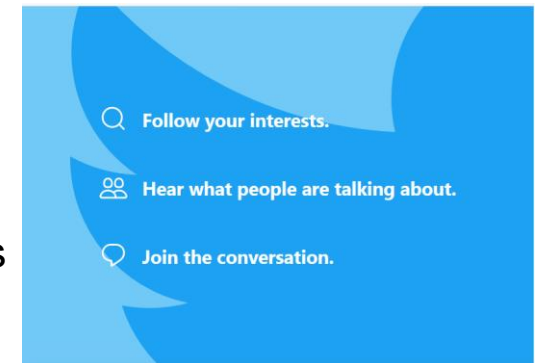 Follow your interests.
Hear what people are talking about.
s
Join the conversation.